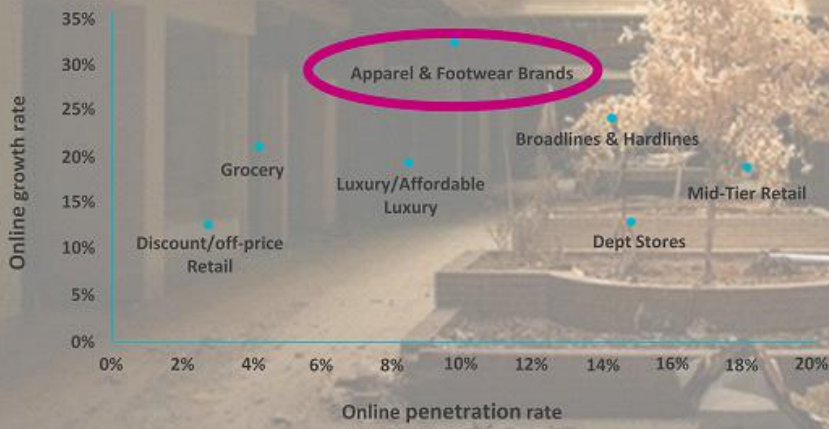 35%
30%
25%
20%
15%
10%
5%
0%
Online growth rate
Apparel & Footwear Brands
Broadlines & Hardlines
Grocery
Luxury/Affordable
Luxury
Mid-Tier Retail
Discount/off-price
Retail
Dept Stores
0% 2% 4% 6% 8% 10% 12% 14% 16% 18% 20%
Online penetration rate